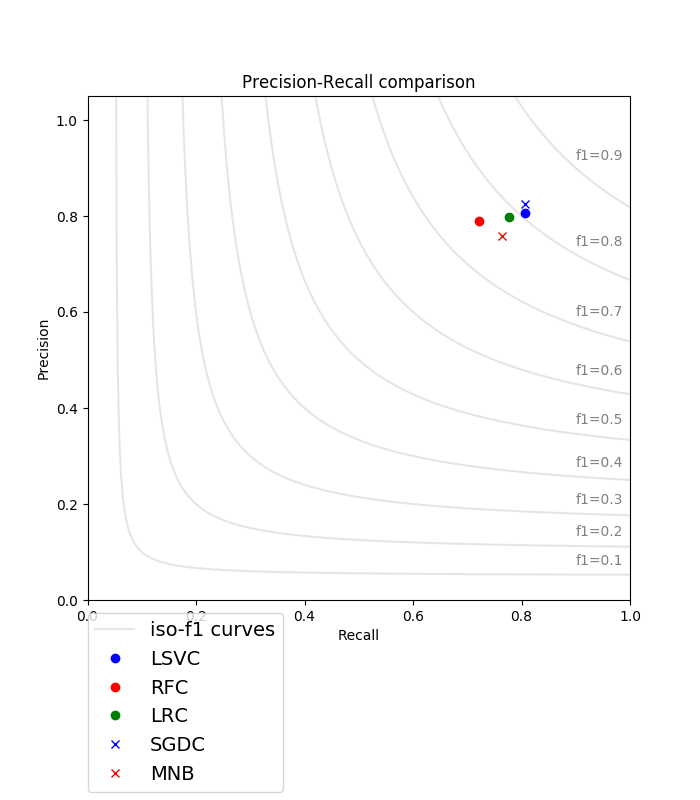 Precision-Recall comparison
1.0
f1=0.9
0.8
f1=0.8
0.6
f1=0.7
Precision
f1=0.6
0.4
f1=0.5
f1=0.4
0.2
f1=0.3
f1=0.2
f1=0.1
0.0
0.0 0.2 0.4 0.6 0.8 1.0
Recall
iso-f1 curves
LSVC
RFC
LRC
SGDC
MNB